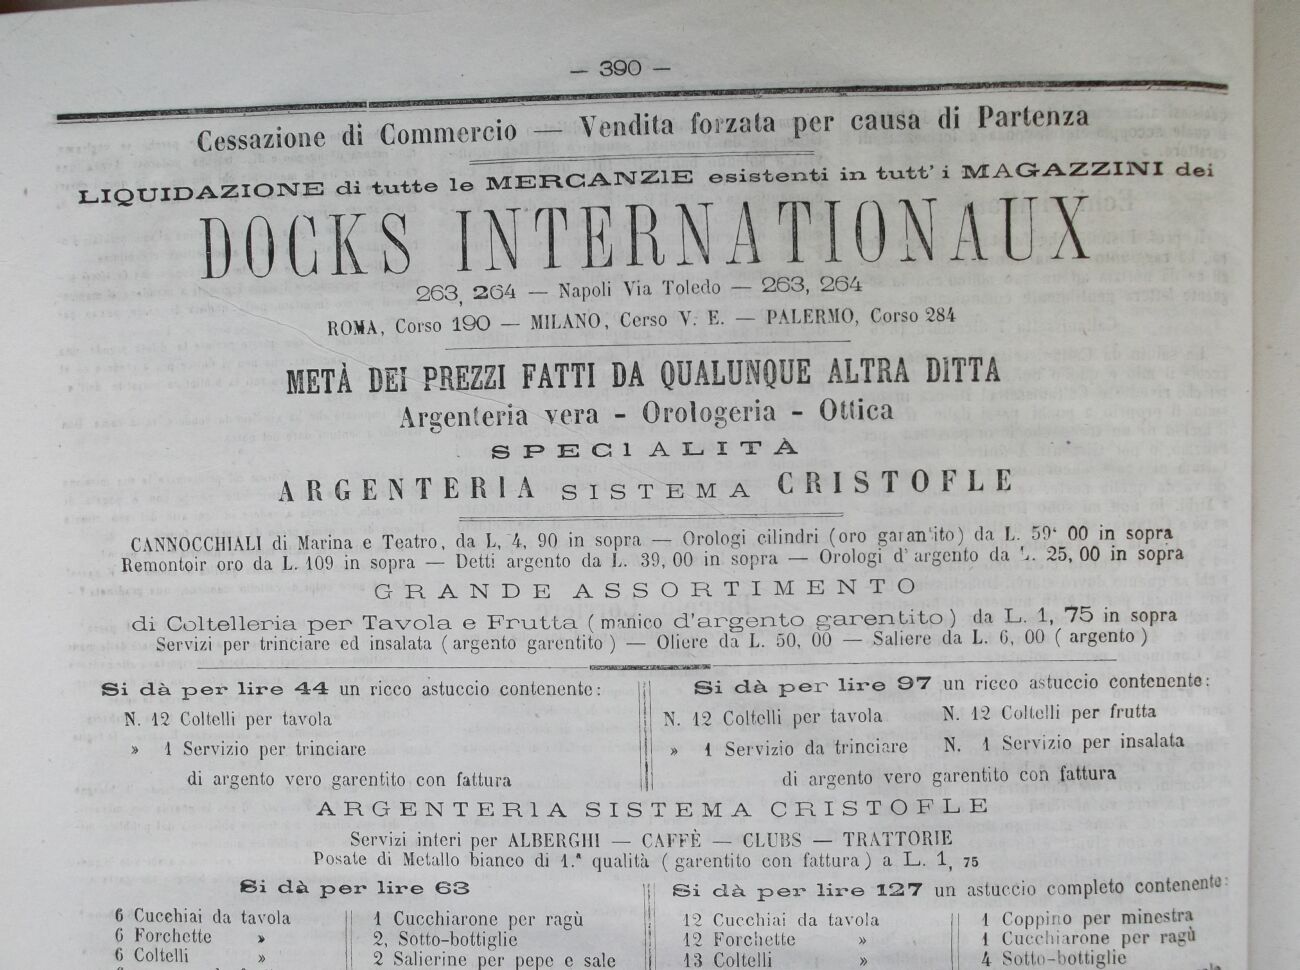 — 390 —
Cessazione di Commercio — Vendita forzata per causa di Partenza
LIQUIDAZIONE di tutte le MERCANZIE esistenti in tutt' i MAGAZZINI dei
DOCKS INTERNATIONAUX
263, 264 — Napoli Via Toledo — 263, 264
ROMA, Corso 190 — MILANO, Corso V. E. — PALERMO, Corso 284
METÀ DEI PREZZI FATTI DA QUALUNQUE ALTRA DITTA
Argenteria vera - Orologeria - Ottica
SPECIALITÀ
ARGENTERIA SISTEMA CRISTOFLE
CANNOCCHIALI di Marina e Teatro, da L, 4, 90 in sopra — Orologi cilindri (oro garantito) da L. 59 00 in sopra
Remontoir oro da L. 109 in sopra — Detti argento da L. 39, 00 in sopra — Orologi d'argento da L. 25, 00 in sopra
GRANDE ASSORTIMENTO
di Coltelleria per Tavola e Frutta (manico d'argento garentito) da L. 1, 75 in sopra
Servizi per trinciare ed insalata (argento garentito) — Oliere da L. 50, 00 — Saliere da L. 6, 00 (argento)
Si dà per lire 44 un ricco astuccio contenente:
N. 12 Coltelli per tavola
» 1 Servizio per trinciare
di argento vero garentito con fattura
Si dà per lire 97 un ricco astuccio contenente:
N. 12 Coltelli per tavola N. 12 Coltelli per frutta
» 1 Servizio da trinciare N. 1 Servizio per insalata
di argento vero garentito con fattura
ARGENTERIA SISTEMA CRISTOFLE
Servizi interi per ALBERGHI — CAFFÈ — CLUBS — TRATTORIE
Posate di Metallo bianco di 1.ª qualità (garentito con fattura) a L. 1, 75
Si dà per lire 63
6 Cucchiai da tavola
6 Forchette »
6 Coltelli »
1 Cucchiarone per ragù
2, Sotto-bottiglie
2 Salierine per pepe e sale
Si dà per lire 127 un astuccio completo contenente:
12 Cucchiai da tavola
12 Forchette »
13 Coltelli »
1 Coppino per minestra
1 Cucchiarone per ragù
4 Sotto-bottiglie